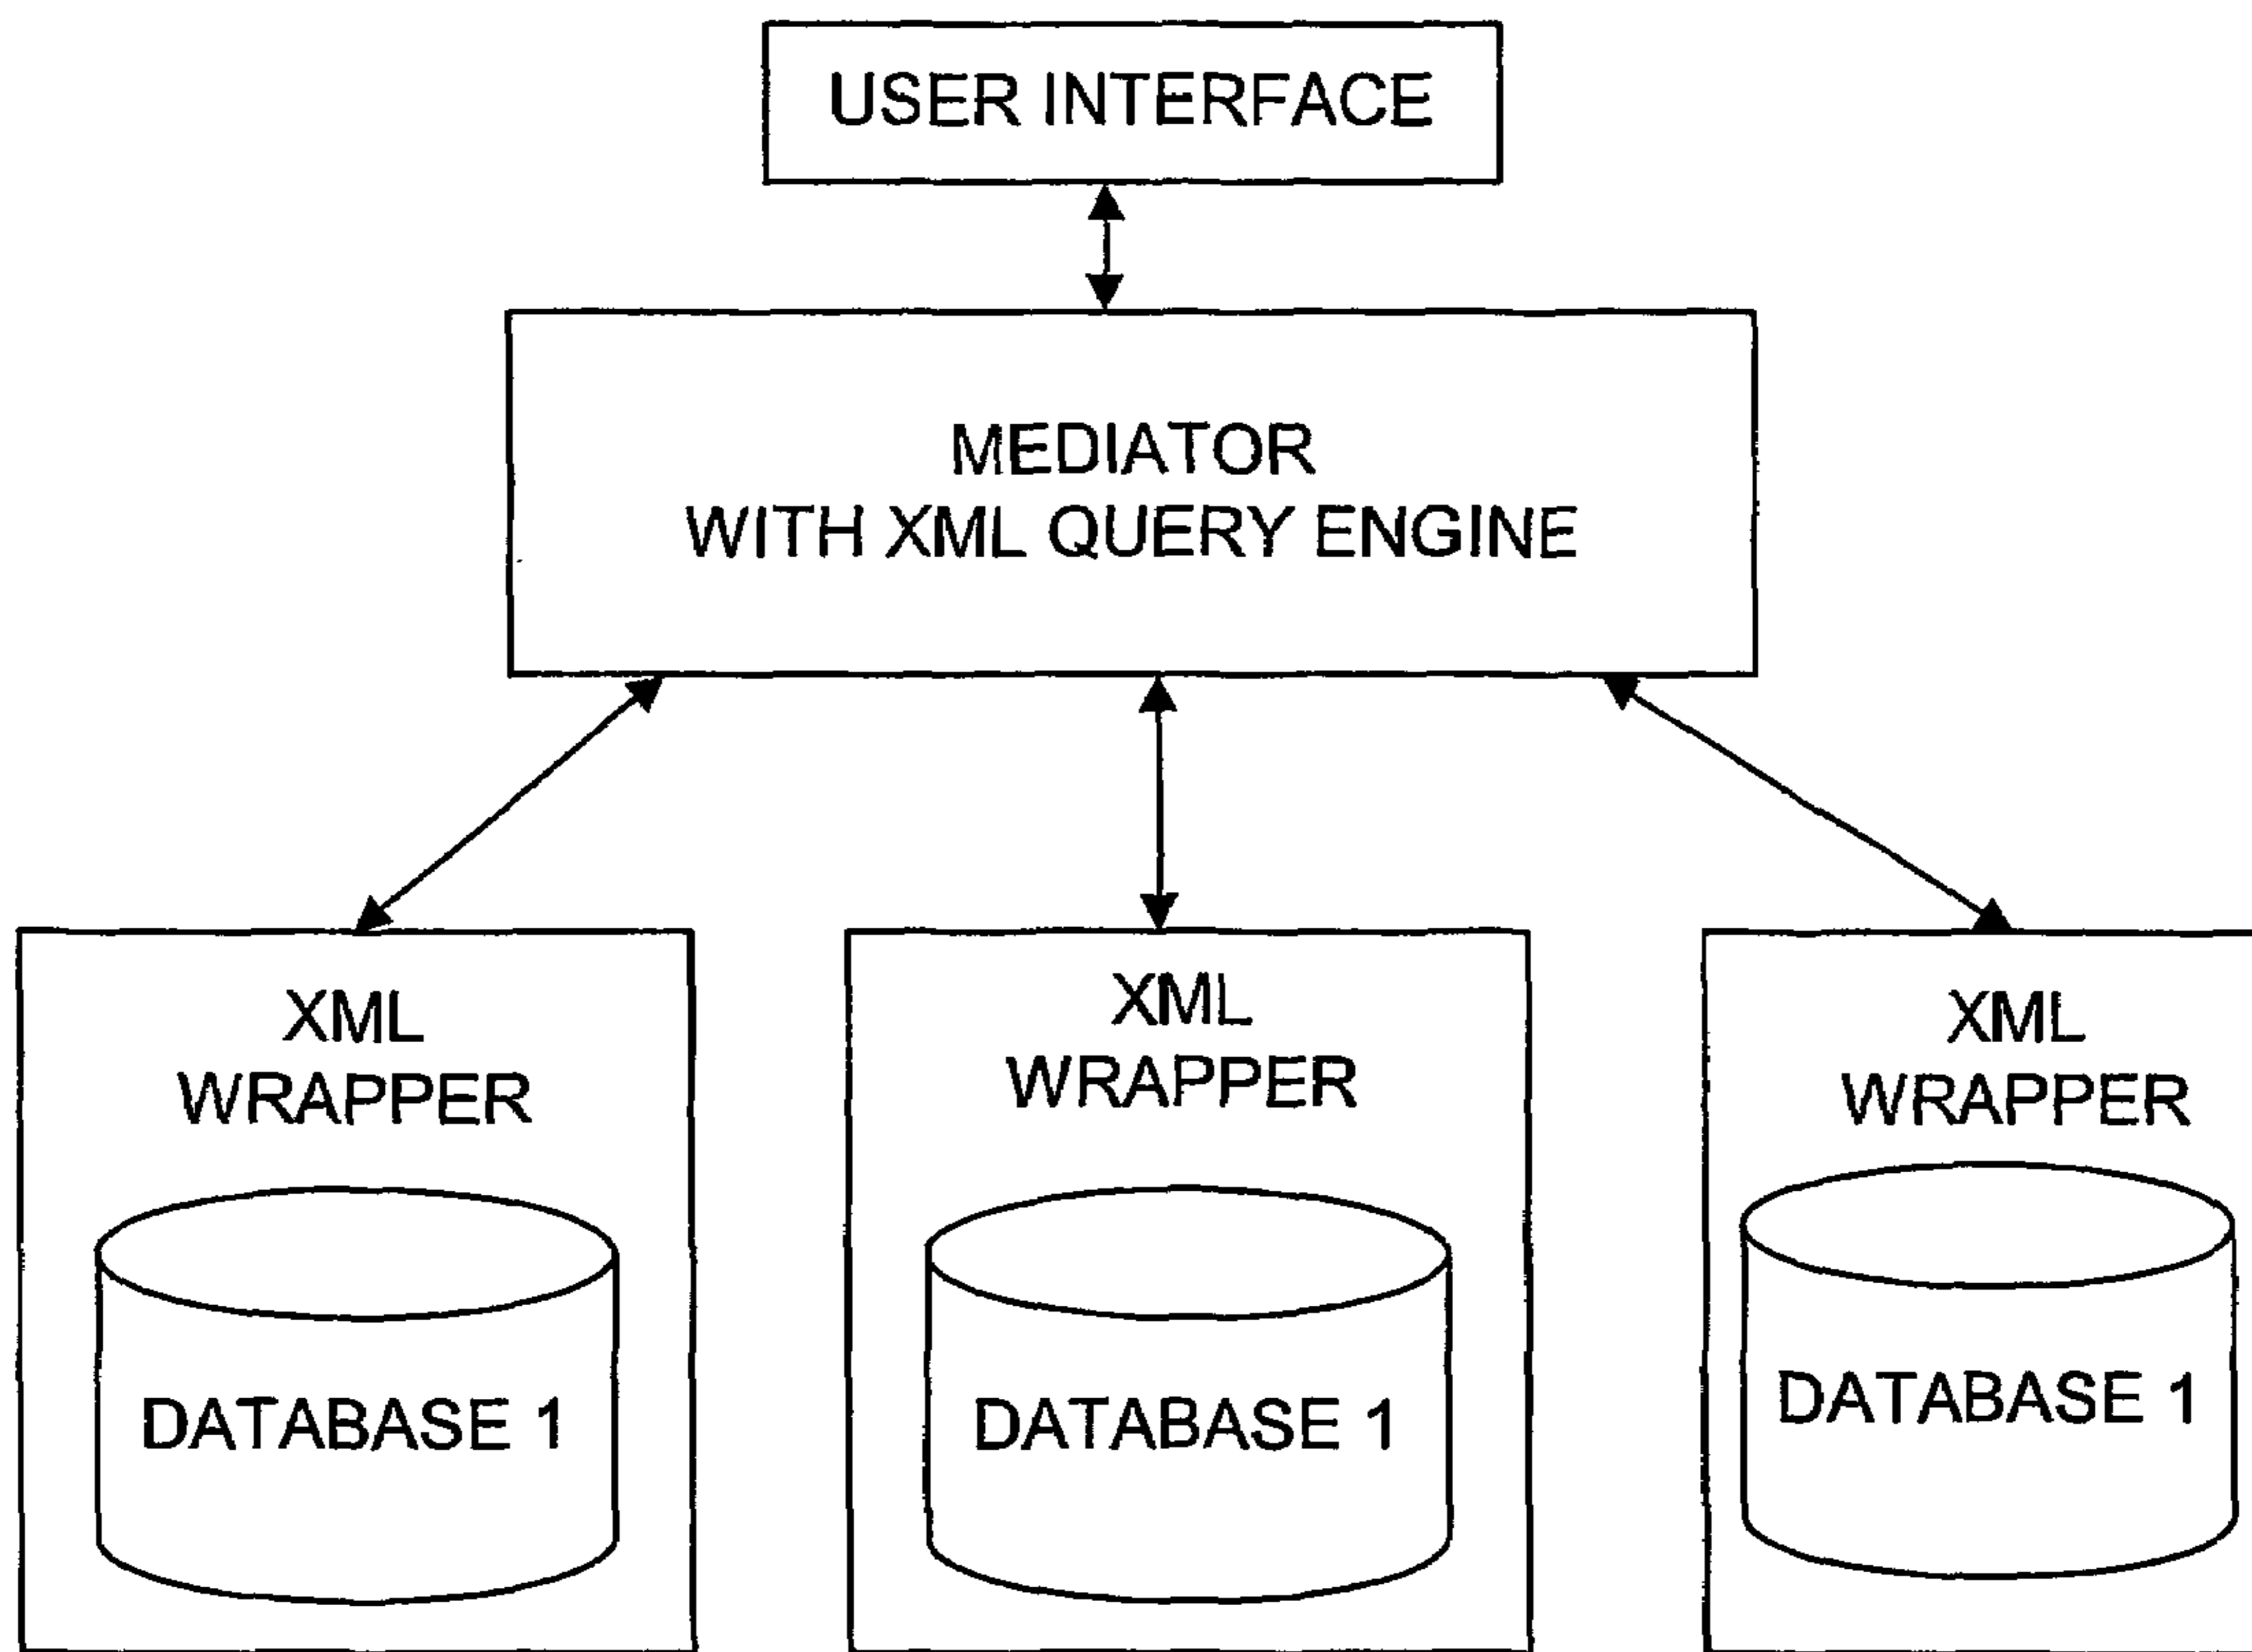 USER INTERFACE
MEDIATOR
WITH XML QUERY ENGINE
XML
WRAPPER
DATABASE 1
XML
WRAPPER
DATABASE 1
XML
WRAPPER
DATABASE 1